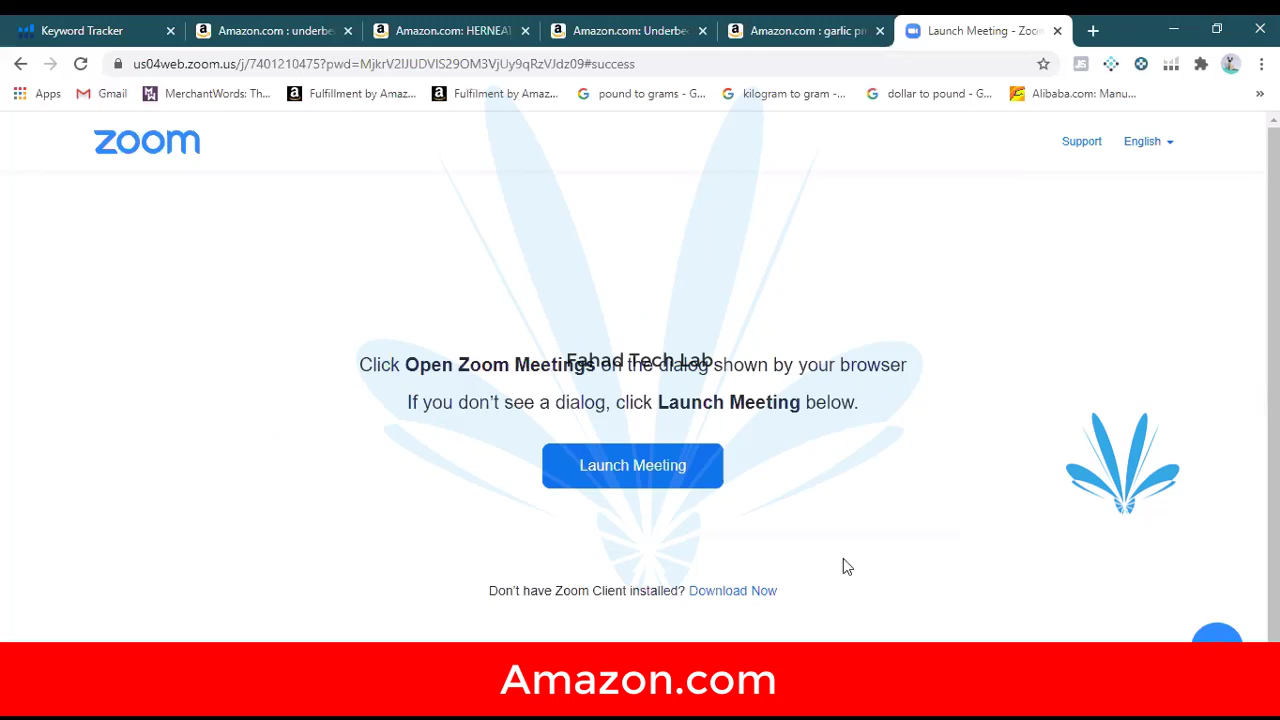 Keyword Tracker
Amazon.com : underbe
Amazon.com: HERNEAT
Amazon.com: Underbe
Amazon.com : garlic pr
Launch Meeting - Zoo
us04web.zoom.us/j/7401210475?pwd=MjkrV2lJUDVIS29OM3VjUy9qRzVJdz09#success
JS
Apps
Gmail
MerchantWords: Th...
Fulfillment by Amaz...
Fulfilment by Amaz...
pound to grams - G...
kilogram to gram -...
dollar to pound - G...
Alibaba.com: Manu...
zoom
Support
English
Fahad Tech Lab
Click Open Zoom Meetings on the dialog shown by your browser
If you don't see a dialog, click Launch Meeting below.
Launch Meeting
Don't have Zoom Client installed? Download Now
Amazon.com